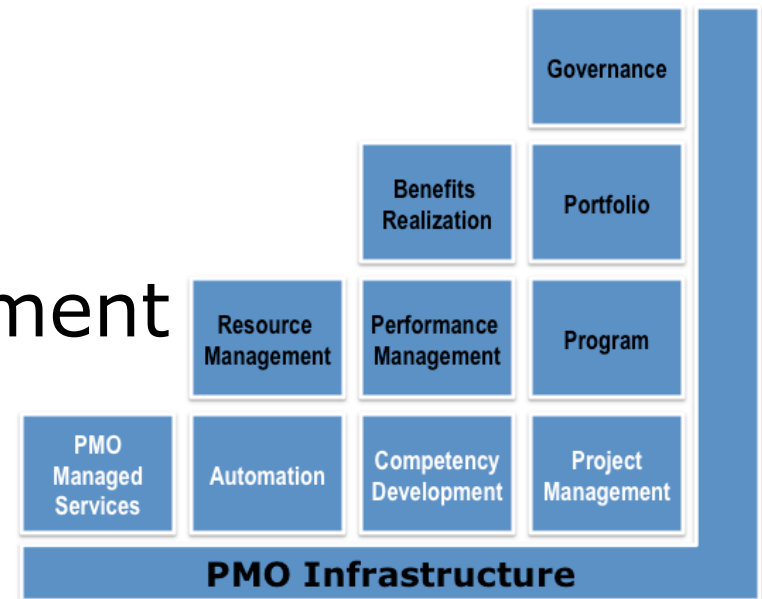 Governance
Benefits
Realization
Portfolio
ment
Resource
Management
Performance
Management
Program
PMO
Managed
Services
Automation
Competency
Development
Project
Management
PMO Infrastructure